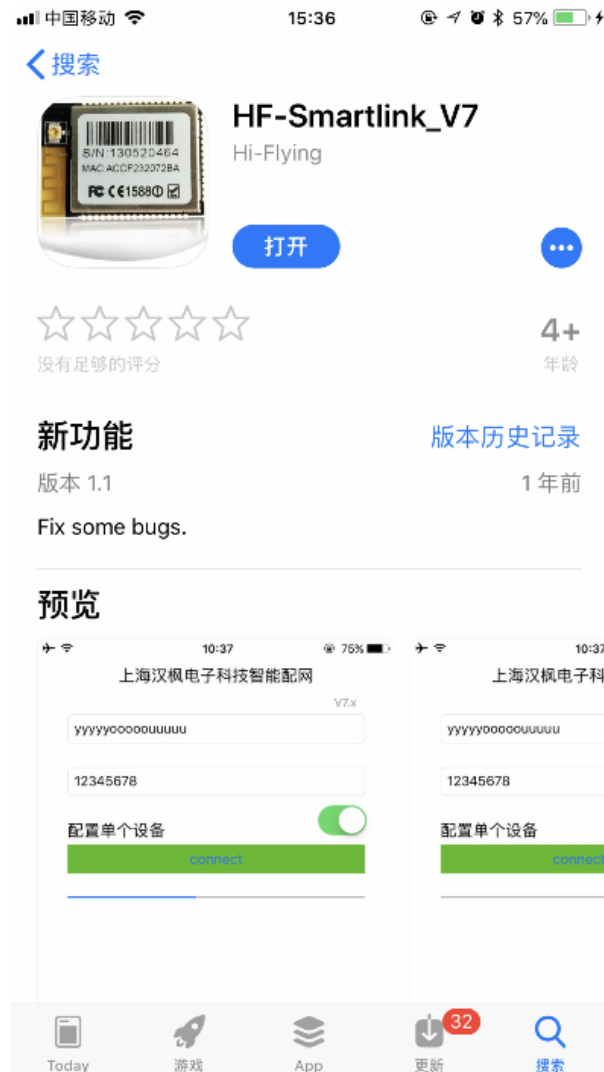 中国移动 15:36 57%
搜索
S/N:130520464
MAC:ACCF232072BA
FC CE1588
HF-Smartlink_V7
Hi-Flying
打开
没有足够的评分
4+
年龄
新功能
版本历史记录
版本 1.1
1 年前
Fix some bugs.
预览
10:37 75%
上海汉枫电子科技智能配网
V7.x
yyyyyooooouuuuu
12345678
配置单个设备
connect
10:37
上海汉枫电子科
yyyyyooooouuuuu
12345678
配置单个设备
connect
Today
游戏
App
更新
32
搜索